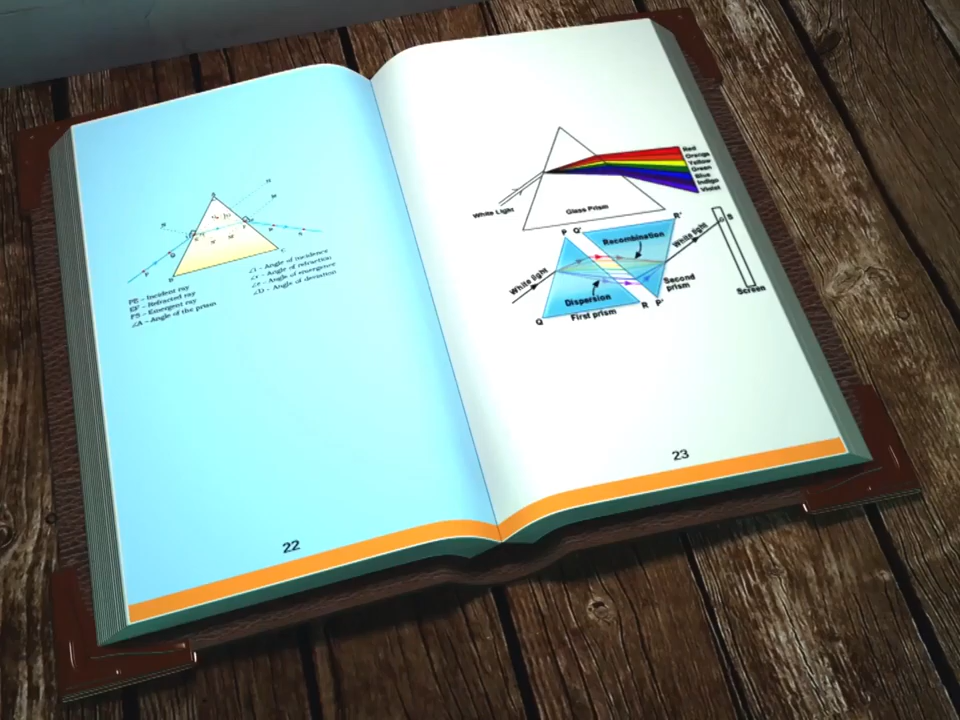 PE – Incident ray
EF – Refracted ray
FS – Emergent ray
∠A – Angle of the prism
∠i – Angle of incidence
∠r – Angle of refraction
∠e – Angle of emergence
∠D – Angle of deviation
22
White Light
Glass Prism
Red
Orange
Yellow
Green
Blue
Indigo
Violet
P Q' R'
Recombination
White light
White light
S
Dispersion
Second
prism
Screen
Q
First prism
R P'
23